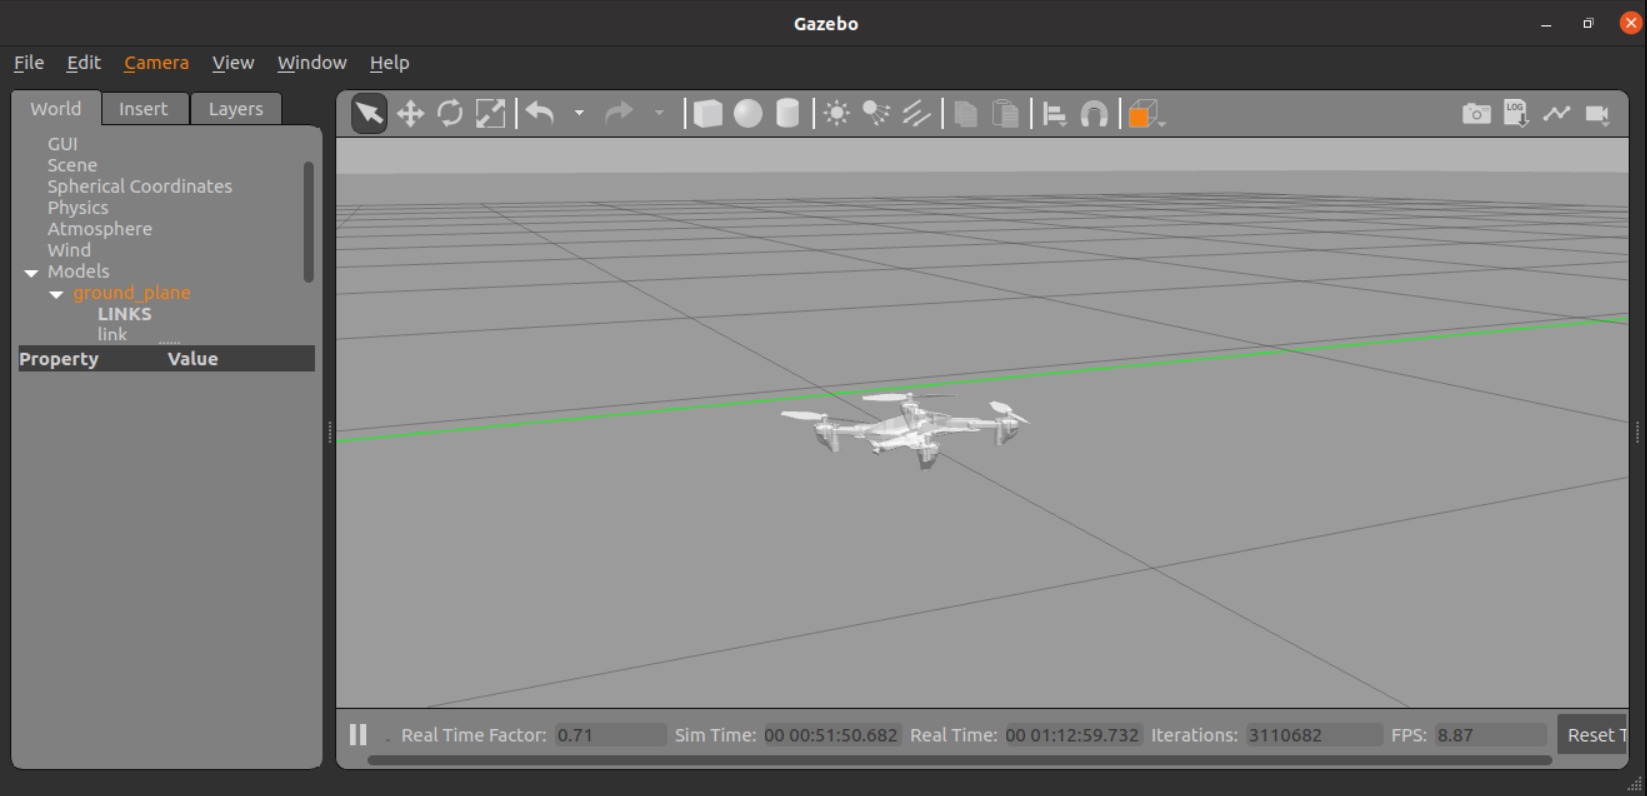 Gazebo
File Edit Camera View Window Help
World Insert Layers
LOG
GUI
Scene
Spherical Coordinates
Physics
Atmosphere
Wind
Models
ground_plane
LINKS
link
Property Value
Real Time Factor: 0.71 Sim Time: 00 00:51:50.682 Real Time: 00 01:12:59.732 Iterations: 3110682 FPS: 8.87 Reset T